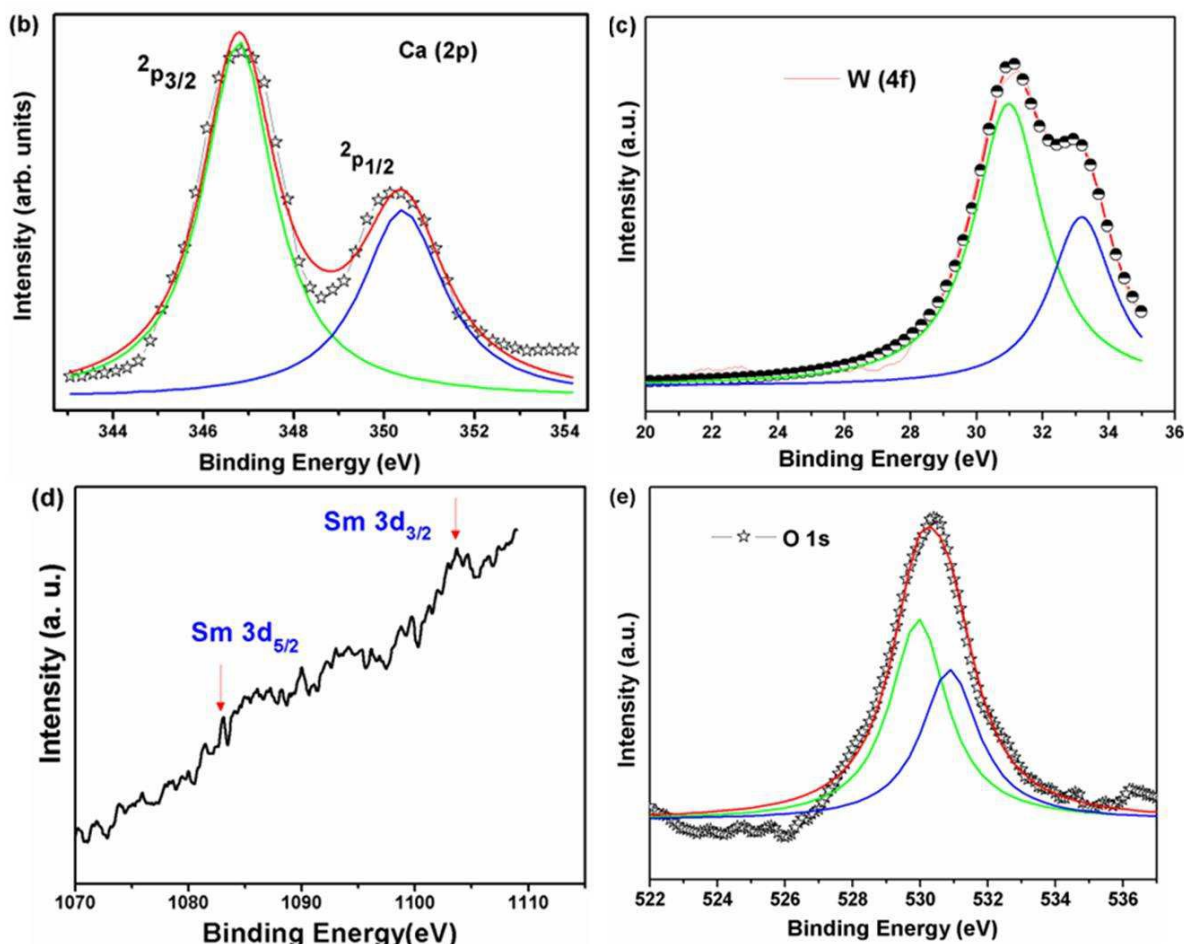 (b)
Ca (2p)
²p₃/₂
²p₁/₂
Intensity (arb. units)
344 346 348 350 352 354
Binding Energy (eV)
(c)
W (4f)
Intensity (a.u.)
20 22 24 26 28 30 32 34 36
Binding Energy (eV)
(d)
Sm 3d₃/₂
Sm 3d₅/₂
Intensity (a. u.)
1070 1080 1090 1100 1110
Binding Energy(eV)
(e)
O 1s
Intensity (a.u.)
522 524 526 528 530 532 534 536
Binding Energy (eV)